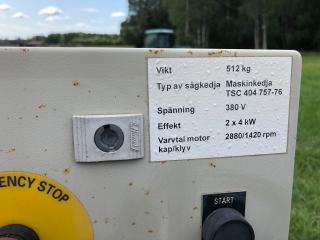 Vikt 512 kg
Typ av sågkedja Maskinkedja
TSC 404 757-76
Spänning 380 V
Effekt 2 x 4 kW
Varvtal motor 2880/1420 rpm
kap/klyv
ENCY STOP
START